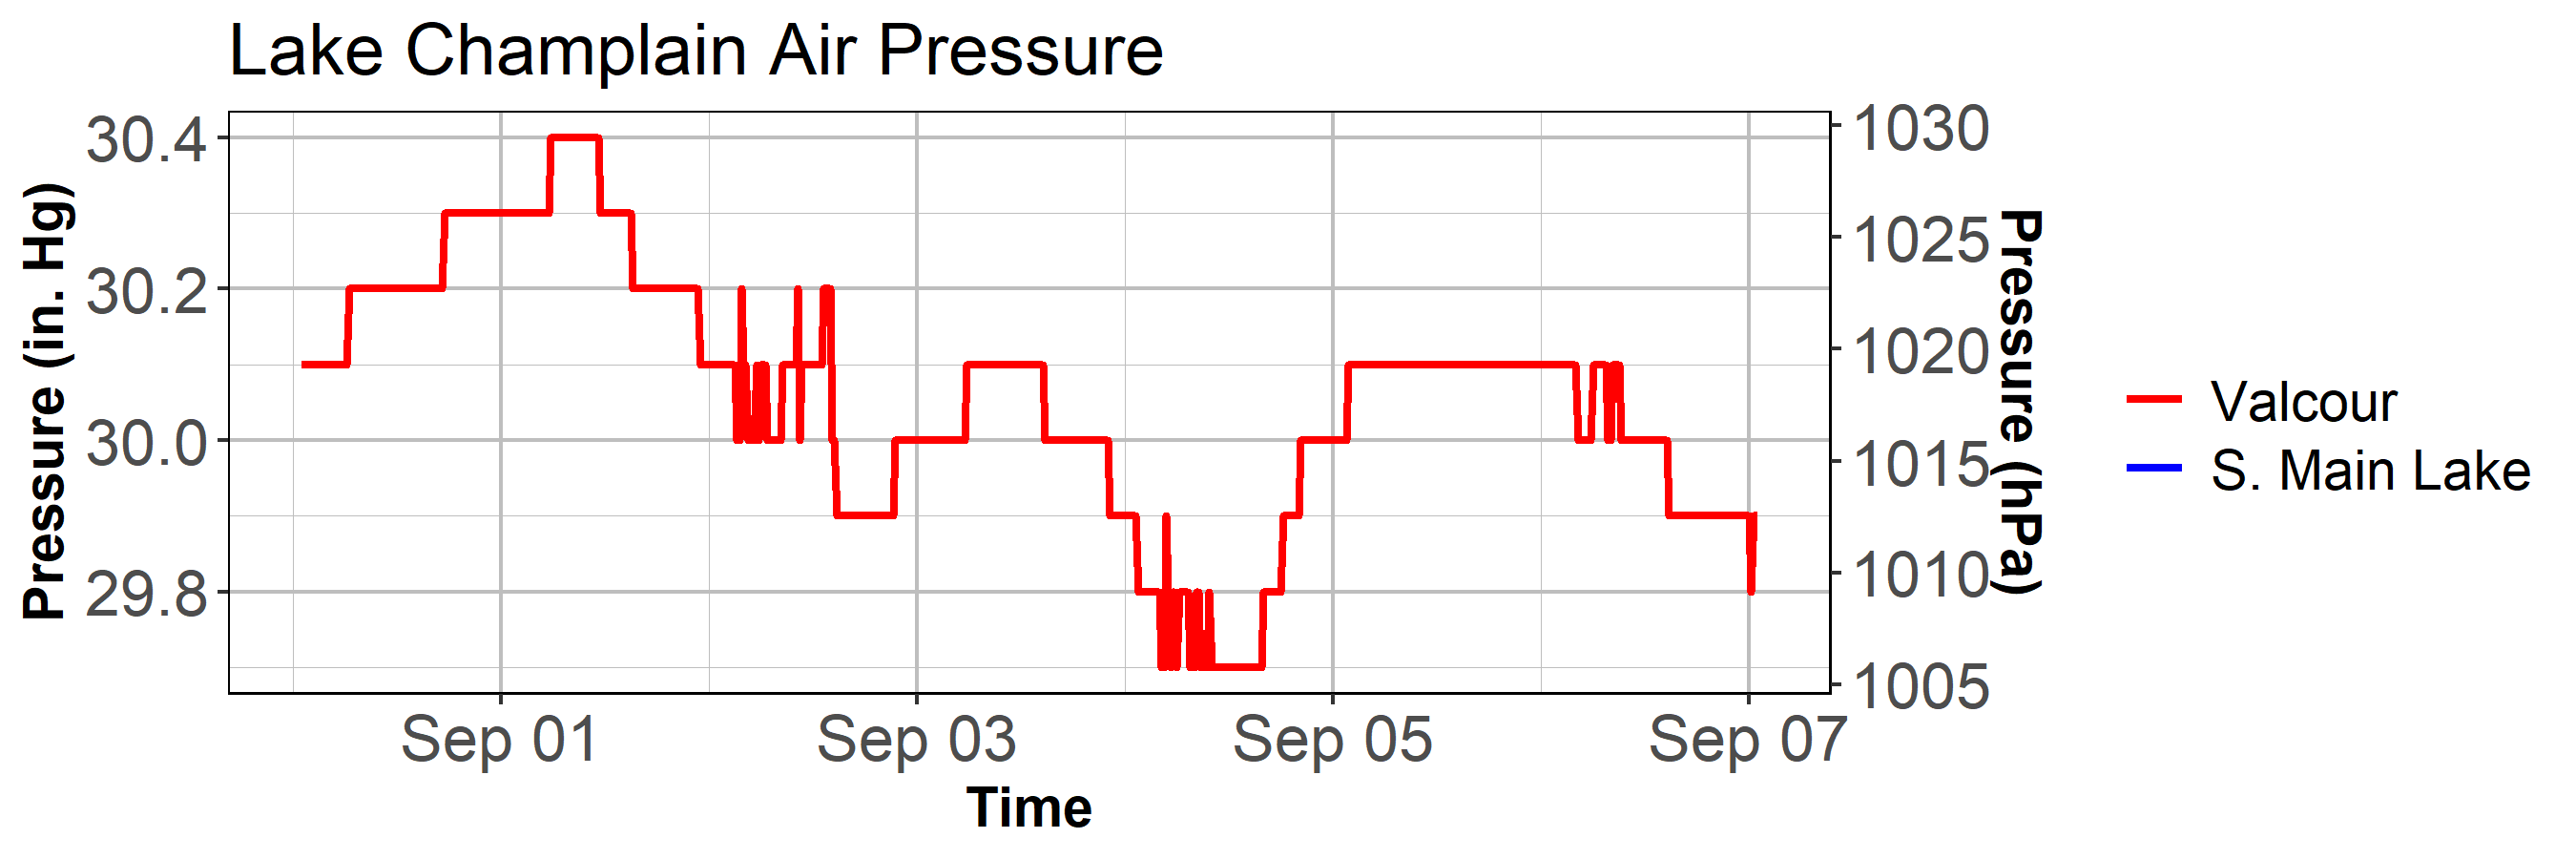 Lake Champlain Air Pressure
Pressure (in. Hg)
30.4
30.2
30.0
29.8
1030
1025
1020
1015
1010
1005
Pressure (hPa)
Sep 01 Sep 03 Sep 05 Sep 07
Time
Valcour
S. Main Lake